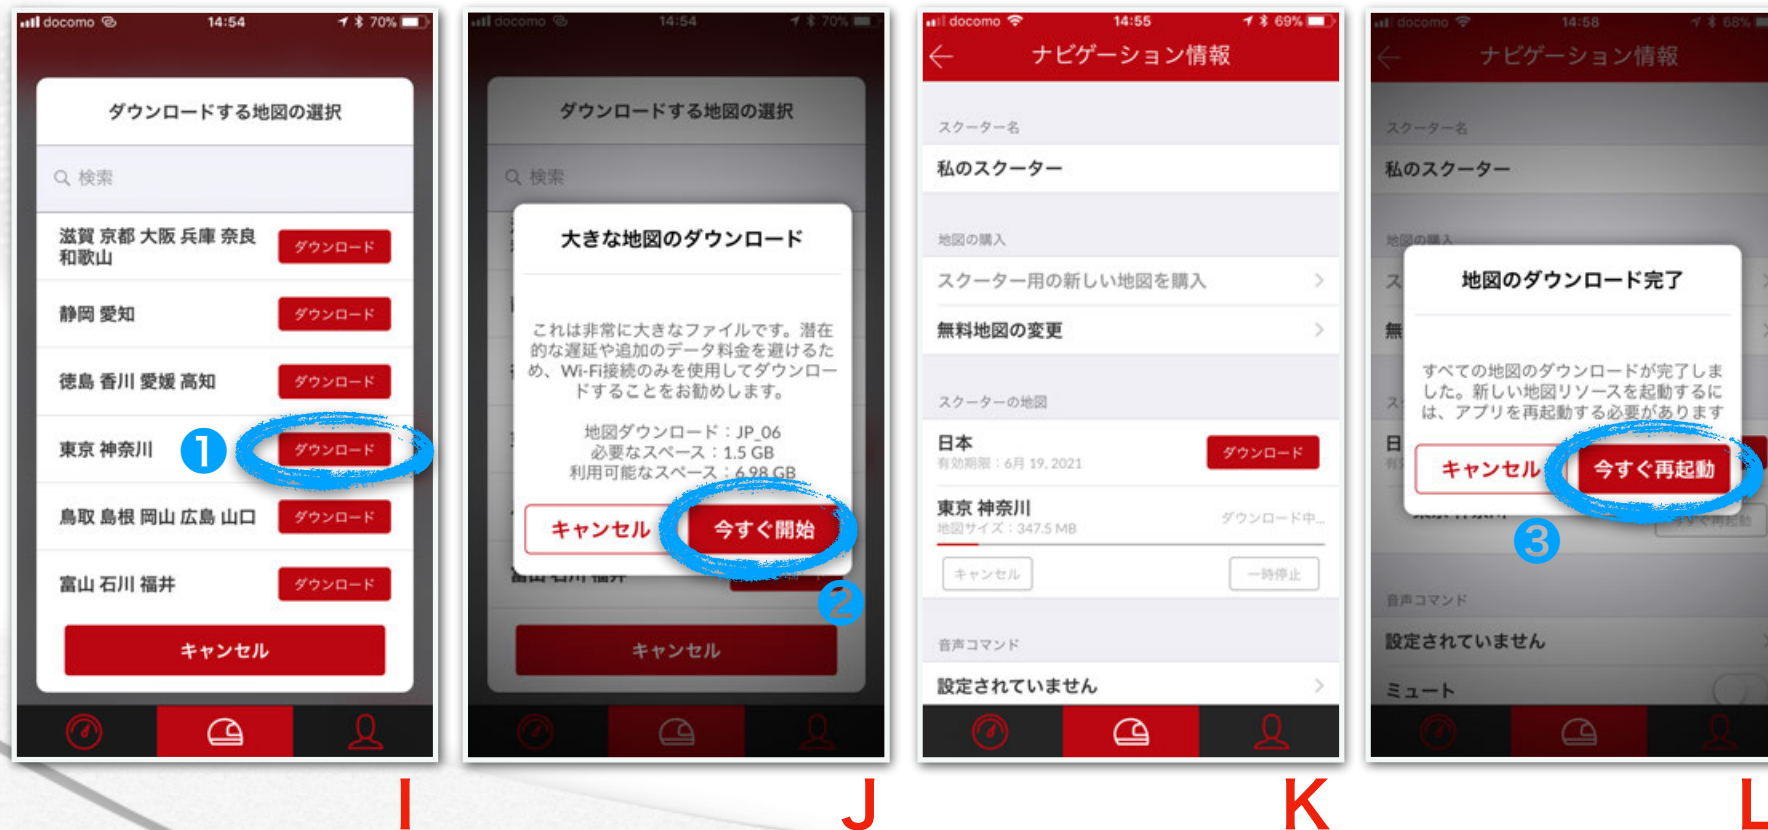 docomo 14:54 70%
ダウンロードする地図の選択
検索
滋賀 京都 大阪 兵庫 奈良
和歌山
ダウンロード
静岡 愛知
ダウンロード
徳島 香川 愛媛 高知
ダウンロード
東京 神奈川
1
ダウンロード
鳥取 島根 岡山 広島 山口
ダウンロード
富山 石川 福井
ダウンロード
キャンセル
I
docomo 14:54 70%
ダウンロードする地図の選択
検索
大きな地図のダウンロード
これは非常に大きなファイルです。潜在
的な遅延や追加のデータ料金を避けるた
め、Wi-Fi接続のみを使用してダウンロー
ドすることをお勧めします。
地図ダウンロード：JP_06
必要なスペース：1.5 GB
利用可能なスペース：6.98 GB
キャンセル
今すぐ開始
2
富山 石川 福井
キャンセル
J
docomo 14:55 69%
ナビゲーション情報
スクーター名
私のスクーター
地図の購入
スクーター用の新しい地図を購入
無料地図の変更
スクーターの地図
日本
有効期限：6月 19, 2021
ダウンロード
東京 神奈川
地図サイズ：347.5 MB
ダウンロード中...
キャンセル
一時停止
音声コマンド
設定されていません
K
docomo 14:58 68%
ナビゲーション情報
スクーター名
私のスクーター
地図の購入
地図のダウンロード完了
すべての地図のダウンロードが完了しま
した。新しい地図リソースを起動するに
は、アプリを再起動する必要があります
キャンセル
今すぐ再起動
3
今すぐ再起動
音声コマンド
設定されていません
ミュート
L